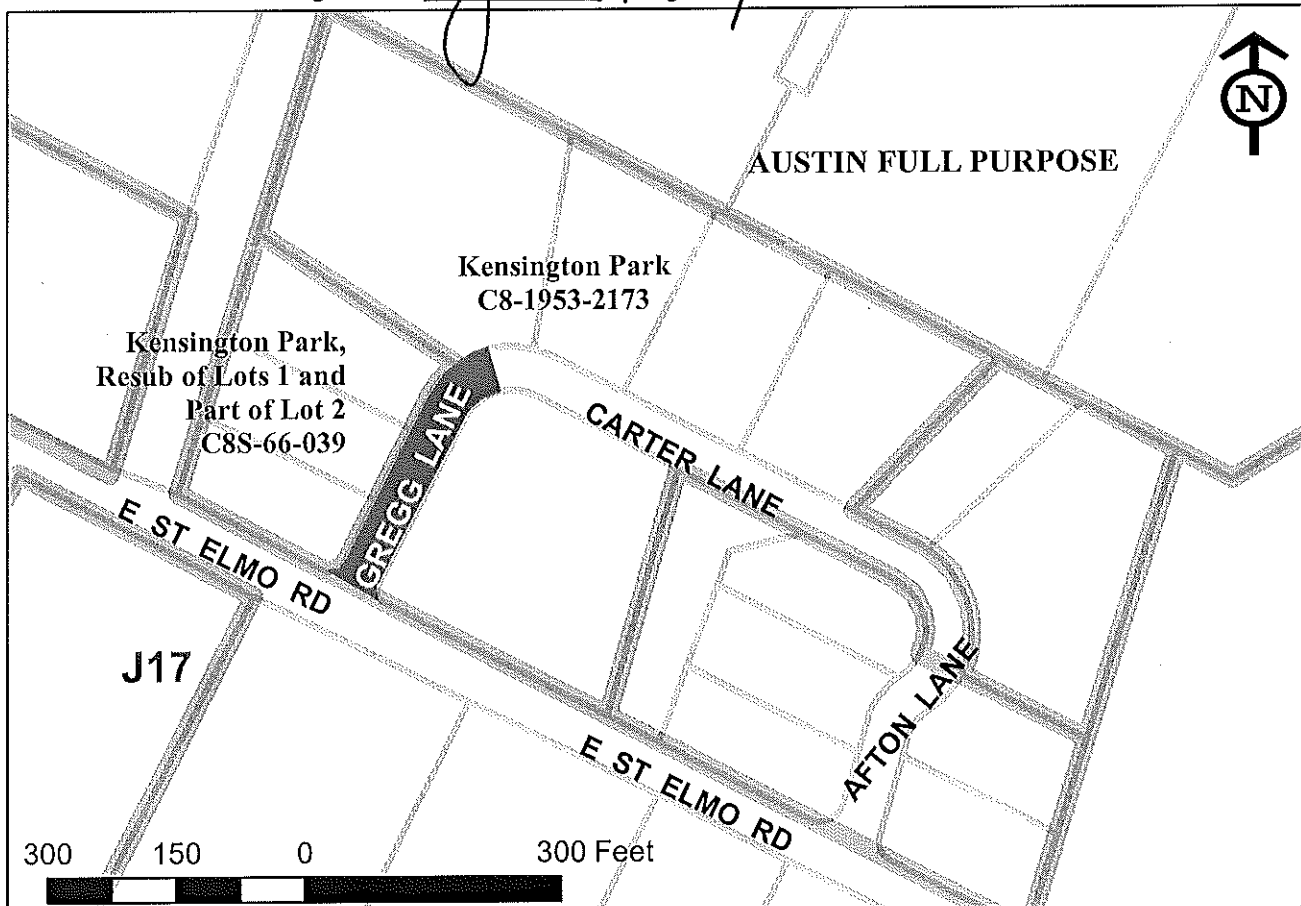 N
AUSTIN FULL PURPOSE
Kensington Park
C8-1953-2173
Kensington Park,
Resub of Lots 1 and
Part of Lot 2
C8S-66-039
GREGG LANE
CARTER LANE
E ST ELMO RD
J17
AFTON LANE
E ST ELMO RD
300 150 0 300 Feet